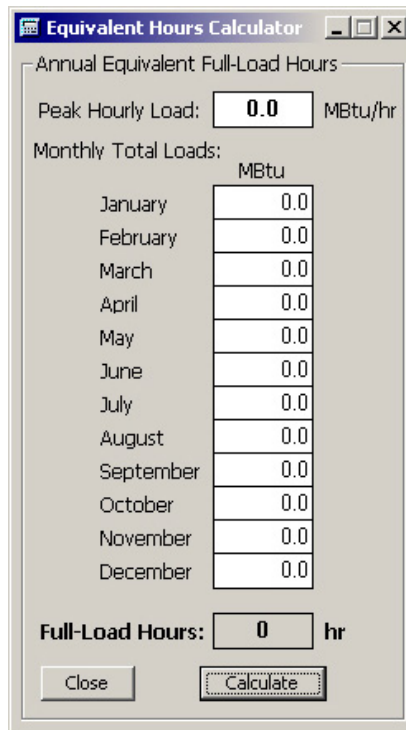 Equivalent Hours Calculator
Annual Equivalent Full-Load Hours
Peak Hourly Load: 0.0 MBtu/hr
Monthly Total Loads:
MBtu
January 0.0
February 0.0
March 0.0
April 0.0
May 0.0
June 0.0
July 0.0
August 0.0
September 0.0
October 0.0
November 0.0
December 0.0
Full-Load Hours: 0 hr
Close Calculate